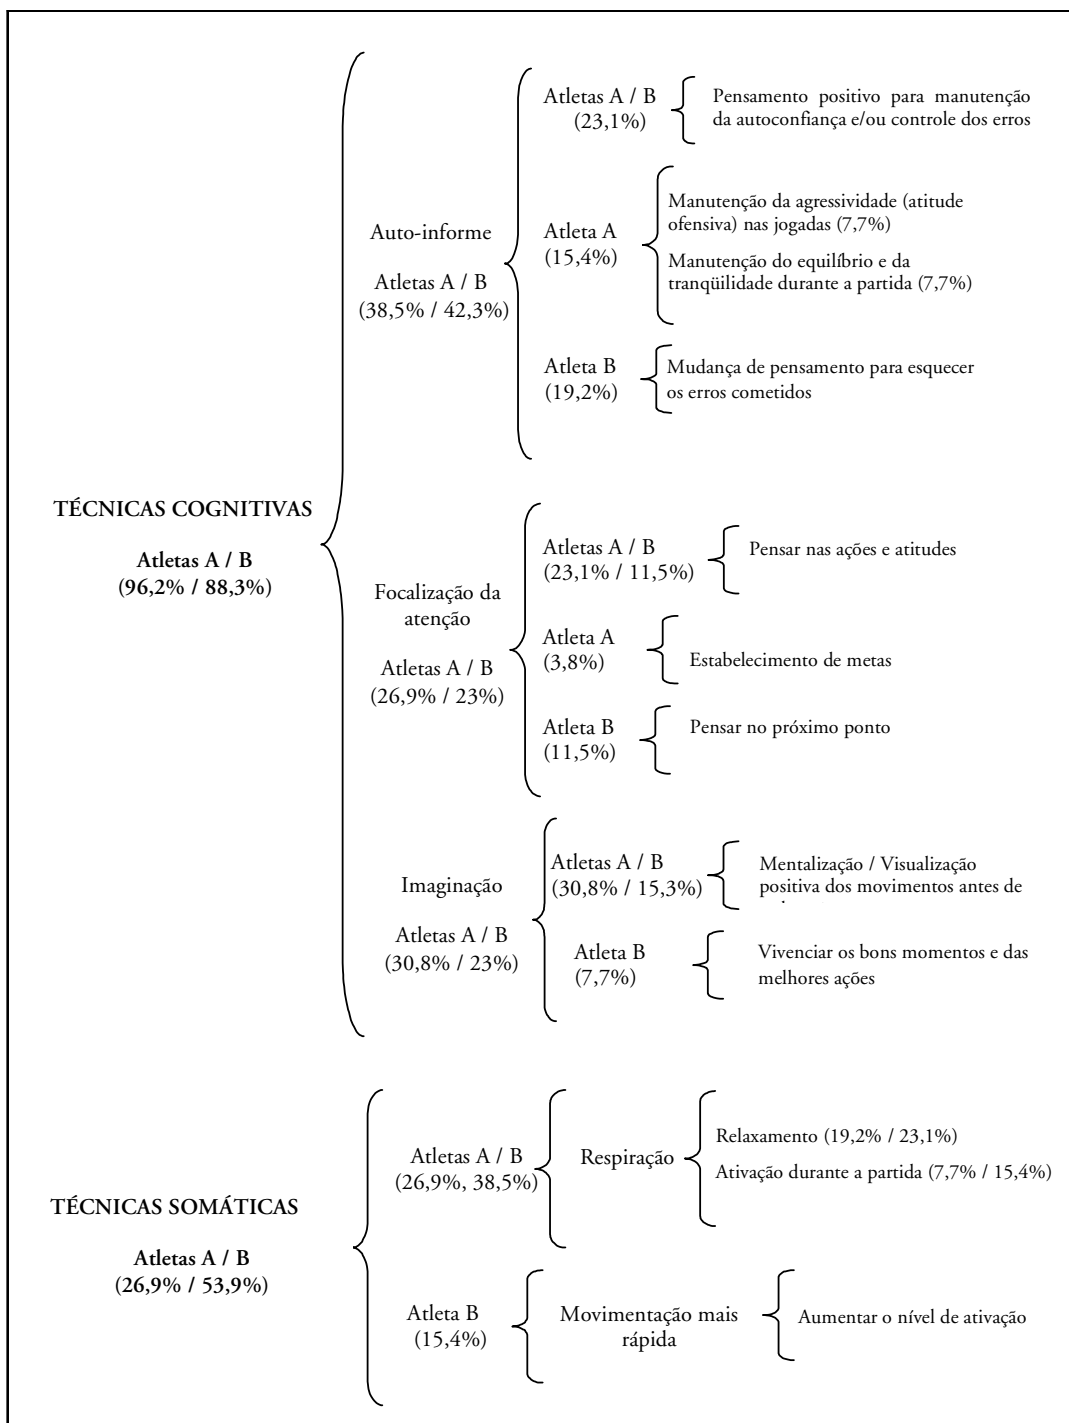 TÉCNICAS COGNITIVAS
Atletas A / B
(96,2% / 88,3%)
Auto-informe
Atletas A / B
(38,5% / 42,3%)
Atletas A / B
(23,1%)
Pensamento positivo para manutenção
da autoconfiança e/ou controle dos erros
Atleta A
(15,4%)
Manutenção da agressividade (atitude
ofensiva) nas jogadas (7,7%)
Manutenção do equilíbrio e da
tranqüilidade durante a partida (7,7%)
Atleta B
(19,2%)
Mudança de pensamento para esquecer
os erros cometidos
Focalização da
atenção
Atletas A / B
(26,9% / 23%)
Atletas A / B
(23,1% / 11,5%)
Pensar nas ações e atitudes
Atleta A
(3,8%)
Estabelecimento de metas
Atleta B
(11,5%)
Pensar no próximo ponto
Imaginação
Atletas A / B
(30,8% / 23%)
Atletas A / B
(30,8% / 15,3%)
Mentalização / Visualização
positiva dos movimentos antes de
Atleta B
(7,7%)
Vivenciar os bons momentos e das
melhores ações
TÉCNICAS SOMÁTICAS
Atletas A / B
(26,9% / 53,9%)
Atletas A / B
(26,9%, 38,5%)
Respiração
Relaxamento (19,2% / 23,1%)
Ativação durante a partida (7,7% / 15,4%)
Atleta B
(15,4%)
Movimentação mais
rápida
Aumentar o nível de ativação